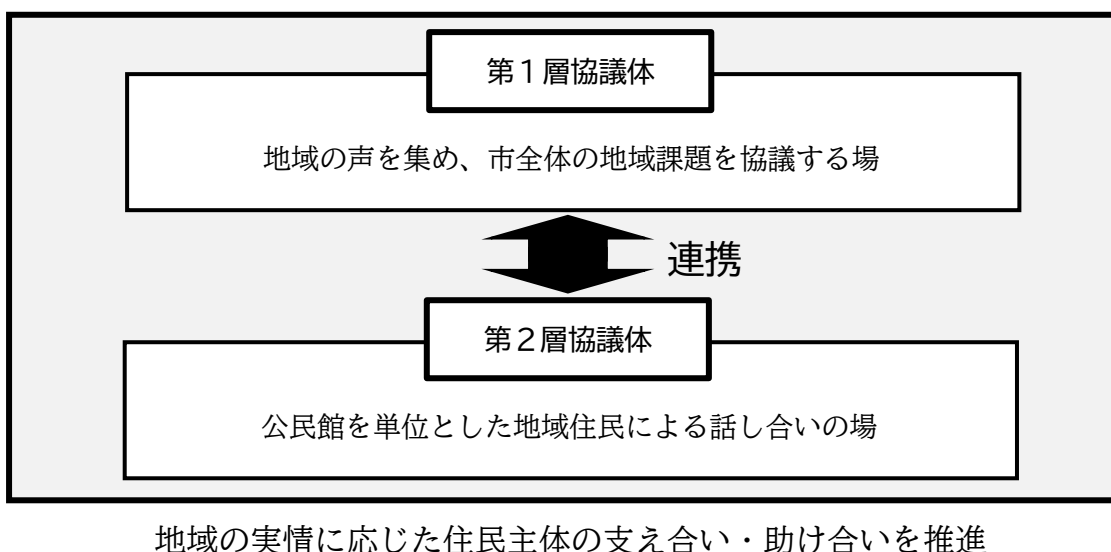 第１層協議体
地域の声を集め、市全体の地域課題を協議する場
連携
第２層協議体
公民館を単位とした地域住民による話し合いの場
地域の実情に応じた住民主体の支え合い・助け合いを推進